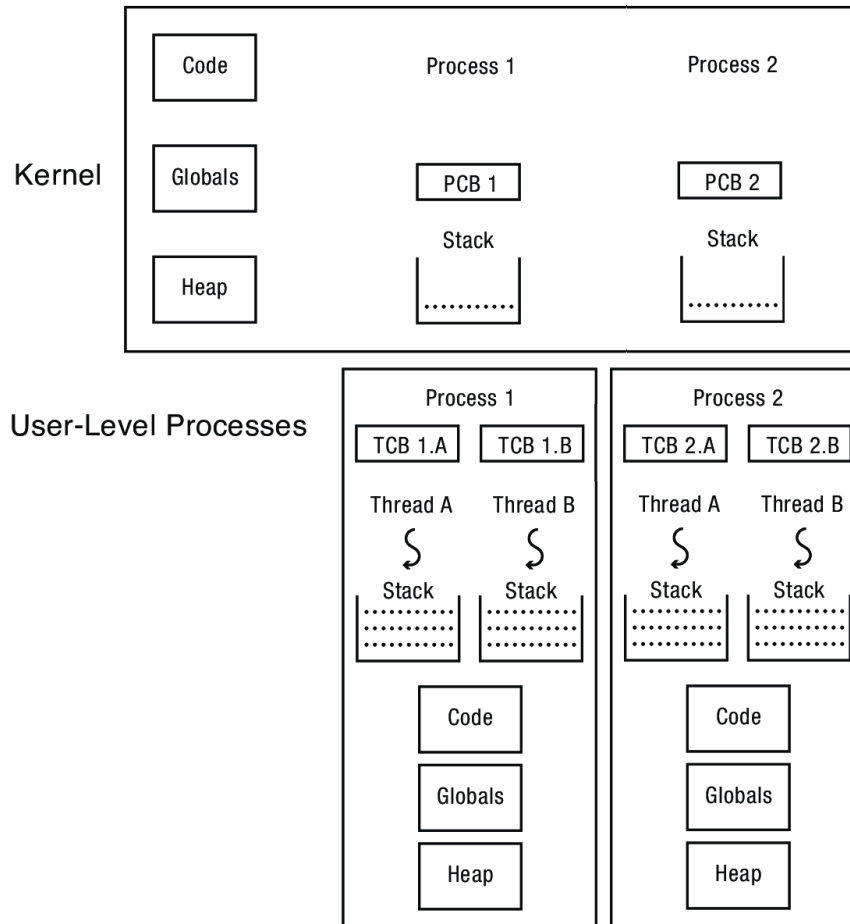 Kernel
Code
Process 1
Process 2
Globals
PCB 1
PCB 2
Stack
Stack
Heap
User-Level Processes
Process 1
Process 2
TCB 1.A
TCB 1.B
TCB 2.A
TCB 2.B
Thread A
Thread B
Thread A
Thread B
Stack
Stack
Stack
Stack
Code
Code
Globals
Globals
Heap
Heap